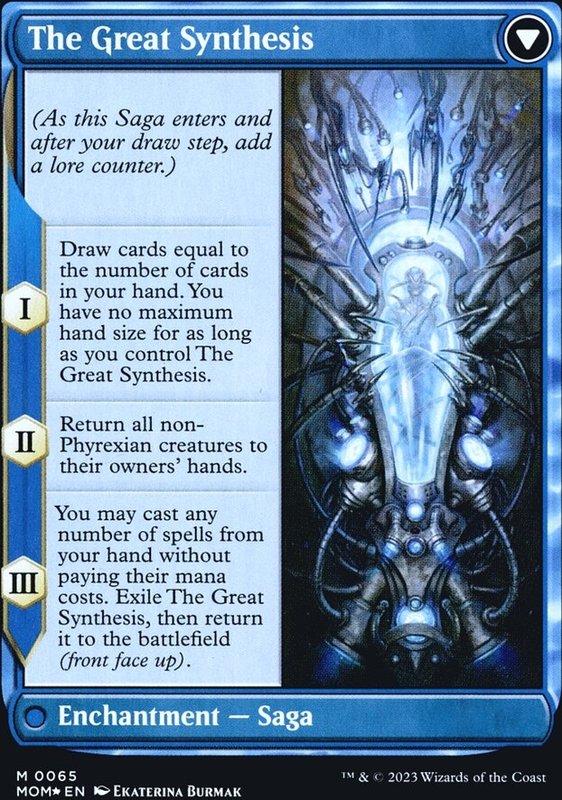 The Great Synthesis
(As this Saga enters and
after your draw step, add
a lore counter.)
I
Draw cards equal to
the number of cards
in your hand. You
have no maximum
hand size for as long
as you control The
Great Synthesis.
II
Return all non-
Phyrexian creatures to
their owners' hands.
III
You may cast any
number of spells from
your hand without
paying their mana
costs. Exile The Great
Synthesis, then return
it to the battlefield
(front face up).
Enchantment — Saga
M 0065
MOM★EN Ekaterina Burmak
™ & © 2023 Wizards of the Coast